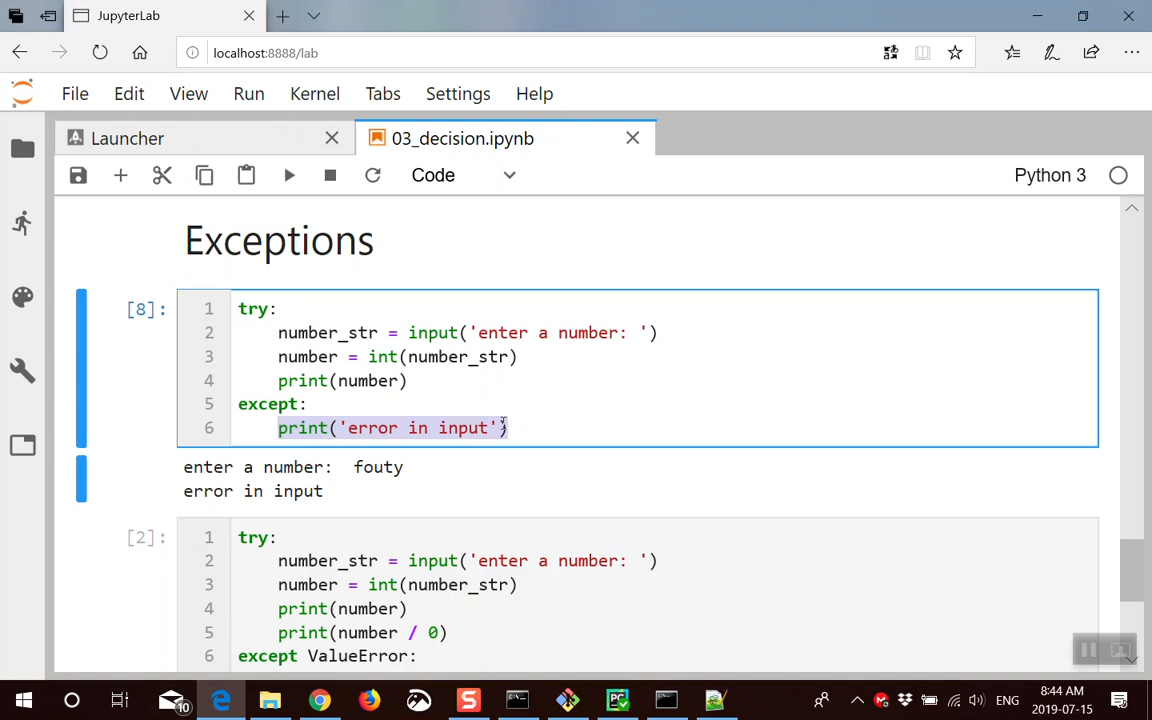 JupyterLab
localhost:8888/lab
File Edit View Run Kernel Tabs Settings Help
Launcher 03_decision.ipynb
Code Python 3
Exceptions
[8]: 1 try:
2 number_str = input('enter a number: ')
3 number = int(number_str)
4 print(number)
5 except:
6 print('error in input')
enter a number: fouty
error in input
[2]: 1 try:
2 number_str = input('enter a number: ')
3 number = int(number_str)
4 print(number)
5 print(number / 0)
6 except ValueError:
10 S PC ENG 8:44 AM
2019-07-15